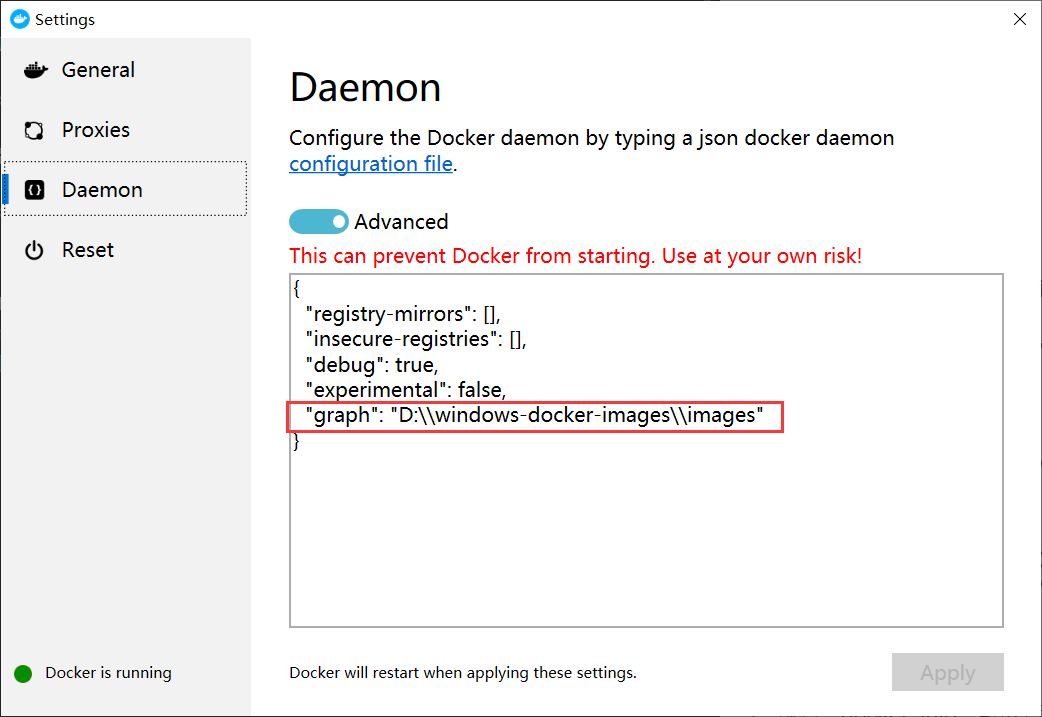 Settings
General
Proxies
Daemon
Reset
Daemon
Configure the Docker daemon by typing a json docker daemon
configuration file.
Advanced
This can prevent Docker from starting. Use at your own risk!
{
  "registry-mirrors": [],
  "insecure-registries": [],
  "debug": true,
  "experimental": false,
  "graph": "D:\\windows-docker-images\\images"
}
Docker is running
Docker will restart when applying these settings.
Apply